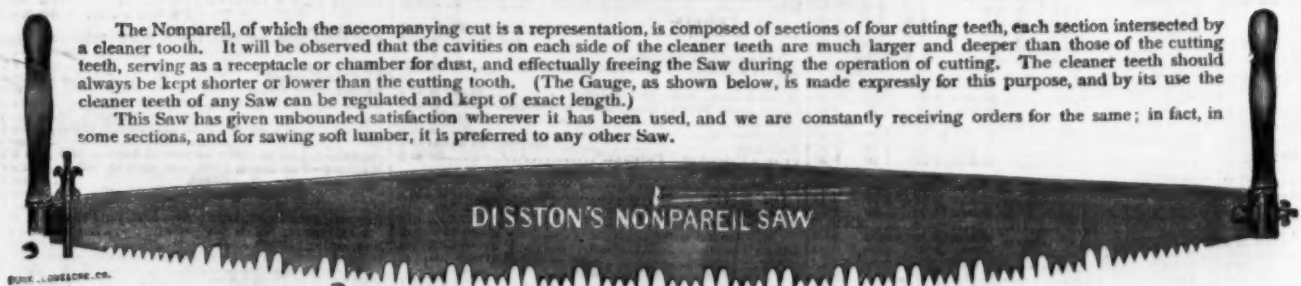 The Nonpareil, of which the accompanying cut is a representation, is composed of sections of four cutting teeth, each section intersected by
a cleaner tooth. It will be observed that the cavities on each side of the cleaner teeth are much larger and deeper than those of the cutting
teeth, serving as a receptacle or chamber for dust, and effectually freeing the Saw during the operation of cutting. The cleaner teeth should
always be kept shorter or lower than the cutting tooth. (The Gauge, as shown below, is made expressly for this purpose, and by its use the
cleaner teeth of any Saw can be regulated and kept of exact length.)
This Saw has given unbounded satisfaction wherever it has been used, and we are constantly receiving orders for the same; in fact, in
some sections, and for sawing soft lumber, it is preferred to any other Saw.
DISSTON'S NONPAREIL SAW